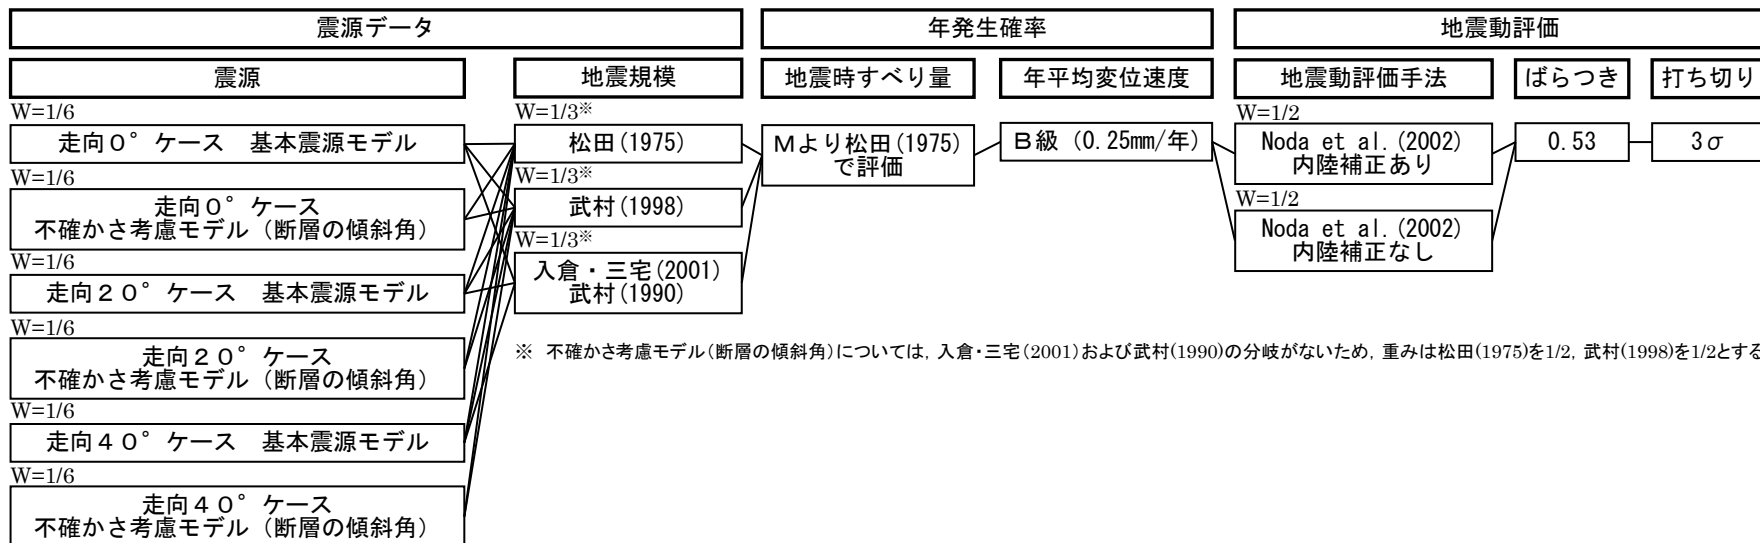 震源データ
年発生確率
地震動評価
震源
地震規模
地震時すべり量
年平均変位速度
地震動評価手法
ばらつき
打ち切り
W=1/6
走向0°ケース 基本震源モデル
W=1/6
走向0°ケース
不確かさ考慮モデル(断層の傾斜角)
W=1/6
走向20°ケース 基本震源モデル
W=1/6
走向20°ケース
不確かさ考慮モデル(断層の傾斜角)
W=1/6
走向40°ケース 基本震源モデル
W=1/6
走向40°ケース
不確かさ考慮モデル(断層の傾斜角)
W=1/3※
松田(1975)
W=1/3※
武村(1998)
W=1/3※
入倉・三宅(2001)
武村(1990)
Mより松田(1975)
で評価
B級 (0.25mm/年)
W=1/2
Noda et al.(2002)
内陸補正あり
W=1/2
Noda et al.(2002)
内陸補正なし
0.53
3σ
※ 不確かさ考慮モデル(断層の傾斜角)については,入倉・三宅(2001)および武村(1990)の分岐がないため,重みは松田(1975)を1/2,武村(1998)を1/2とする